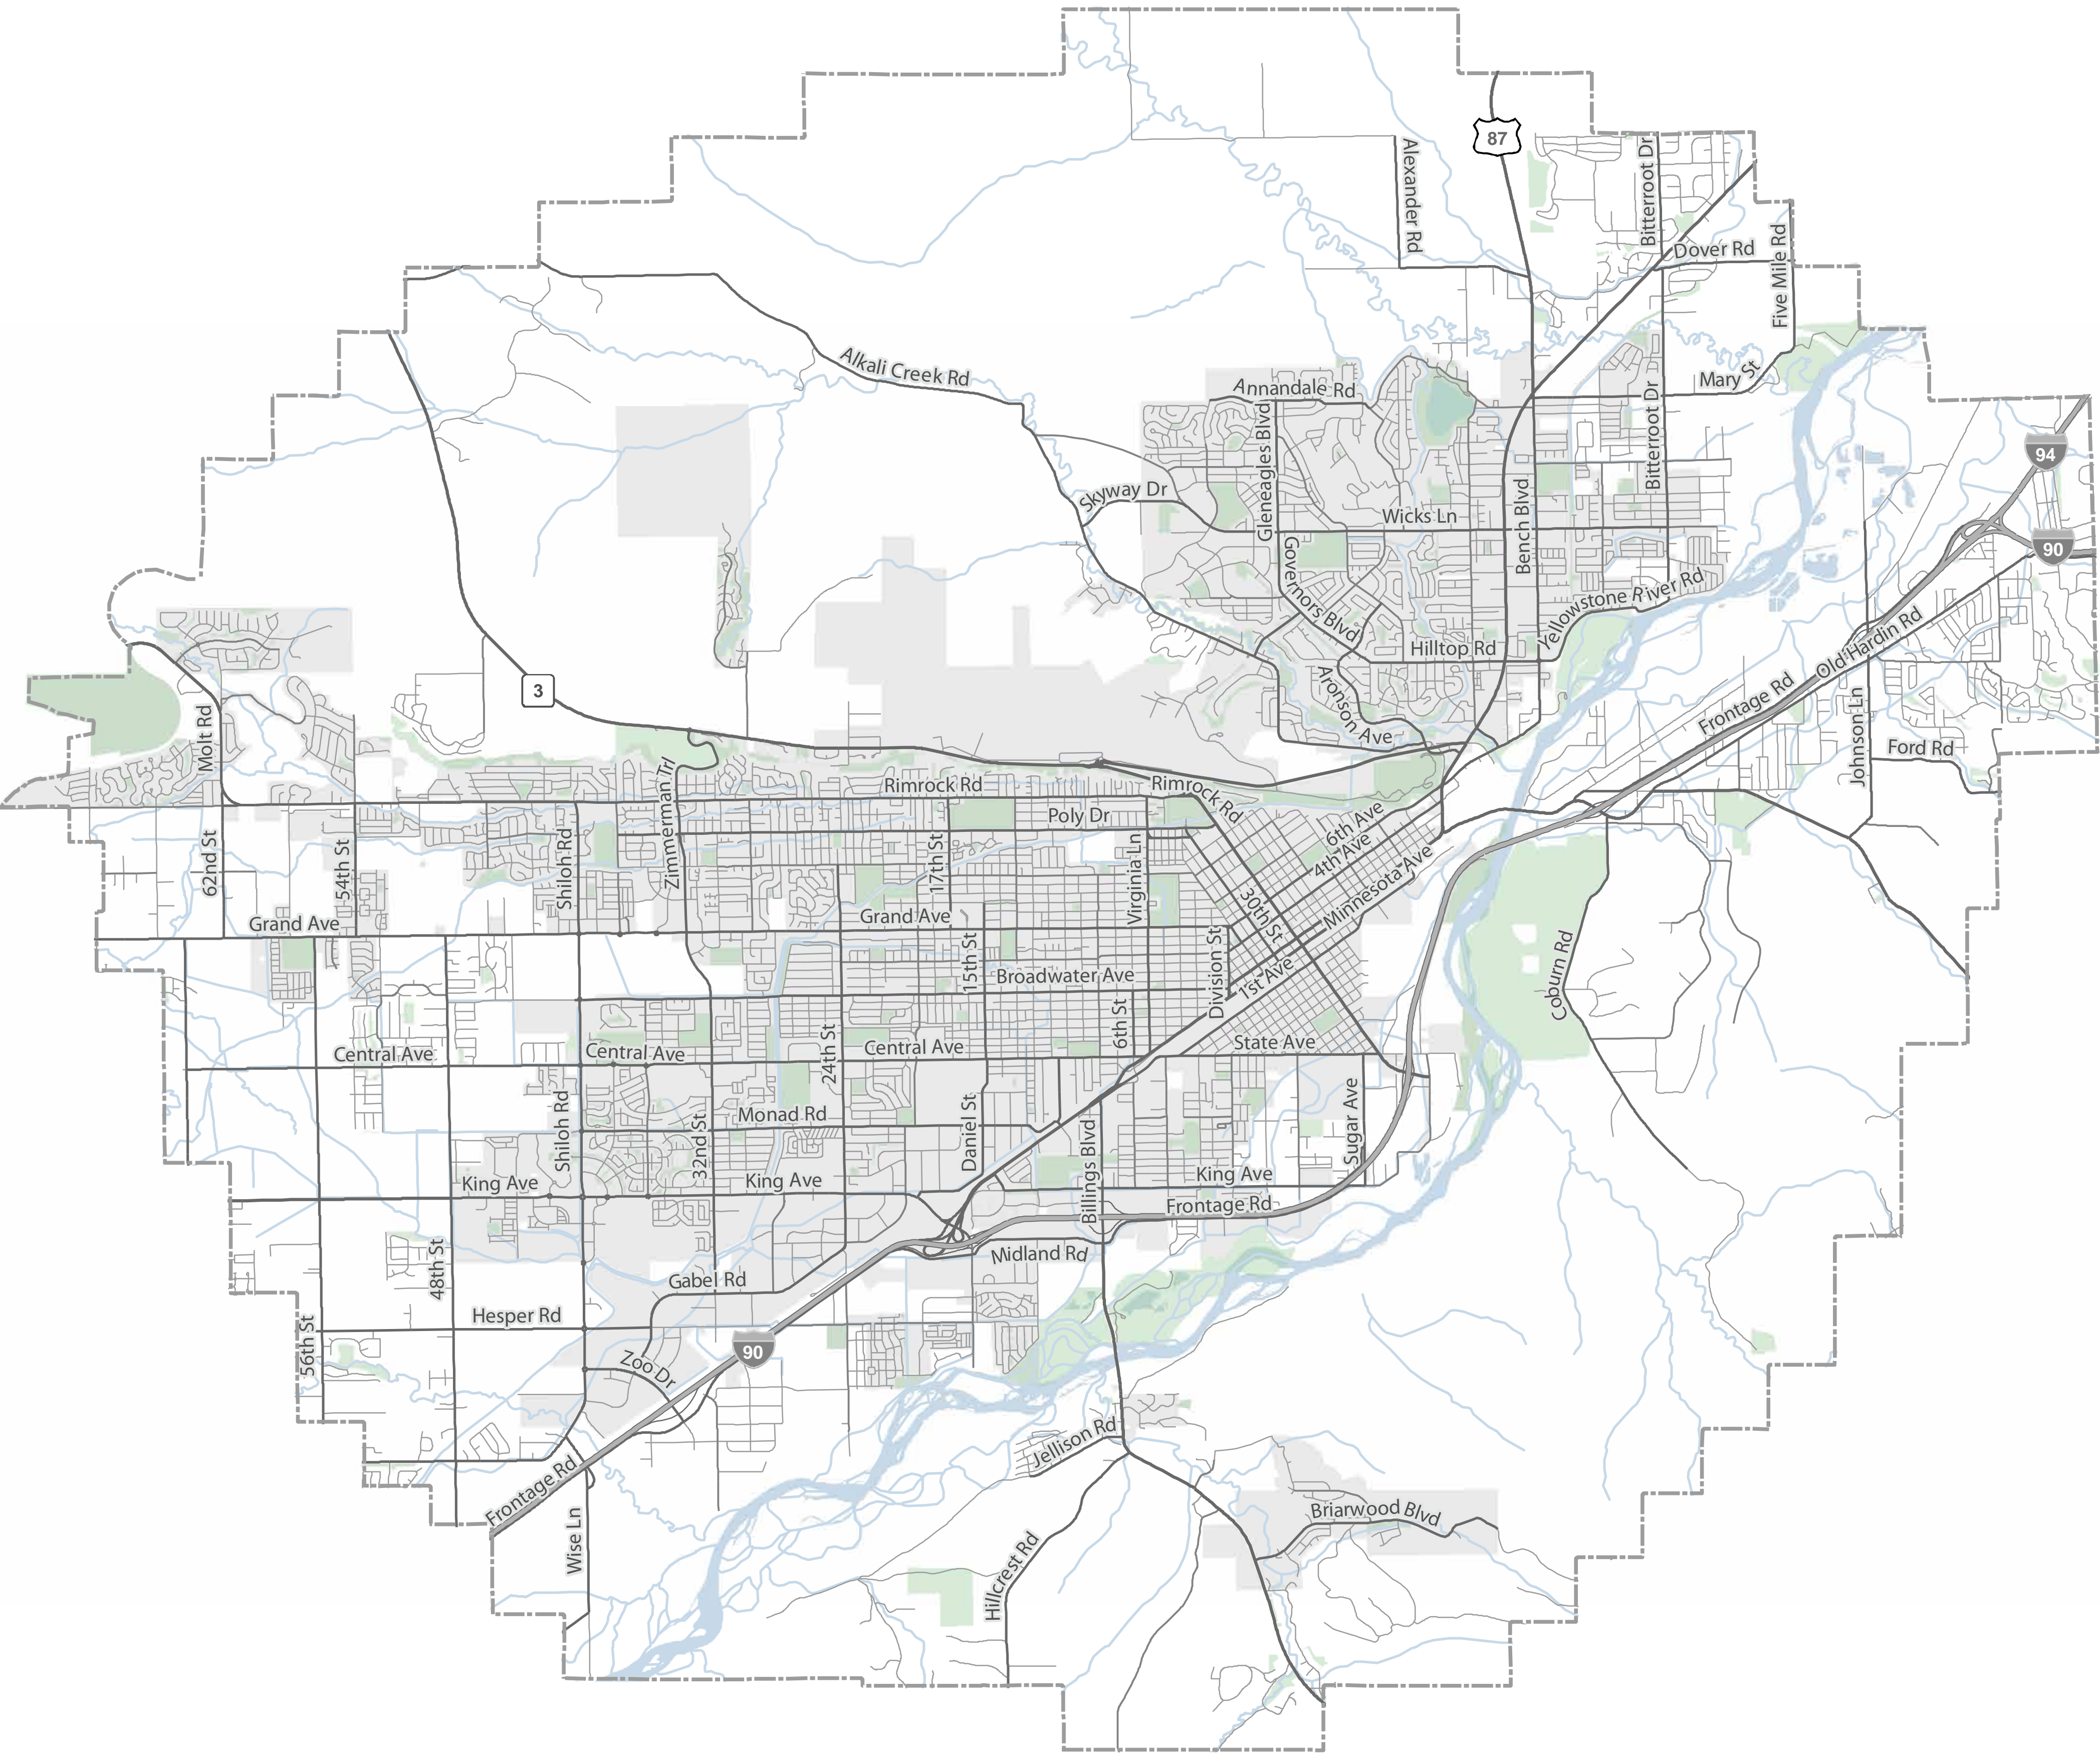 87
Alexander Rd
Bitterroot Dr
Dover Rd
Five Mile Rd
Alkali Creek Rd
Annandale Rd
Mary St
Bitterroot Dr
Gleneagles Blvd
94
Skyway Dr
Wicks Ln
Bench Blvd
90
Governors Blvd
Yellowstone River Rd
Hilltop Rd
Old Hardin Rd
3
Aronson Ave
Frontage Rd
Molt Rd
Johnson Ln
Ford Rd
Zimmerman Trl
Rimrock Rd
Rimrock Rd
Poly Dr
6th Ave
4th Ave
Minnesota Ave
62nd St
54th St
Shiloh Rd
17th St
Virginia Ln
30th St
Grand Ave
Grand Ave
15th St
Broadwater Ave
Division St
1st Ave
Coburn Rd
6th St
Central Ave
Central Ave
24th St
Central Ave
State Ave
Shiloh Rd
32nd St
Monad Rd
Daniel St
Billings Blvd
Sugar Ave
King Ave
King Ave
King Ave
Frontage Rd
48th St
Gabel Rd
Midland Rd
56th St
Hesper Rd
90
Zoo Dr
Jellison Rd
Frontage Rd
Wise Ln
Hillcrest Rd
Briarwood Blvd